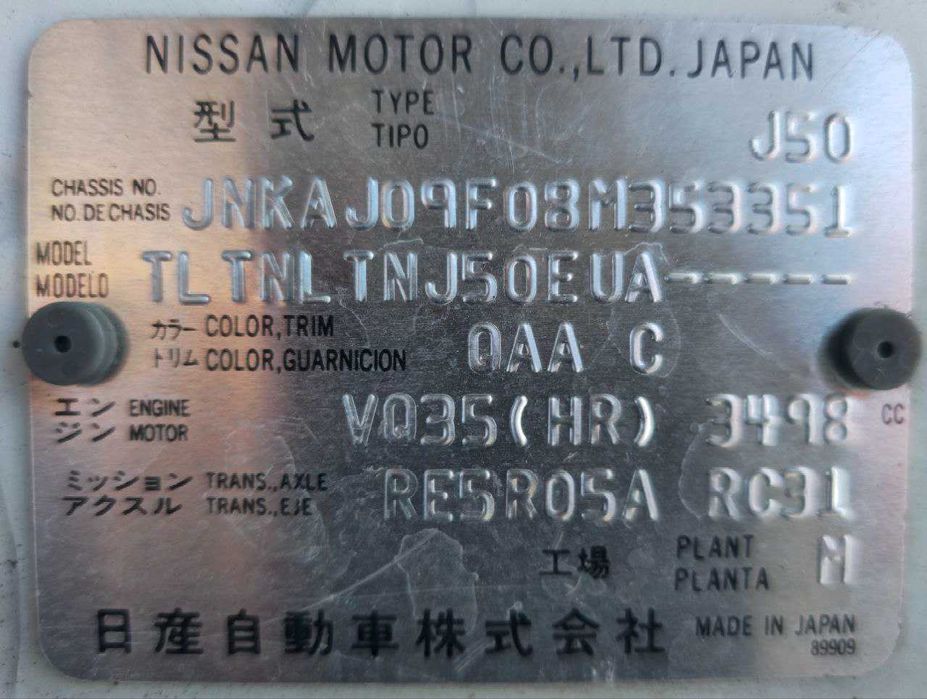 NISSAN MOTOR CO.,LTD. JAPAN
型式 TYPE TIPO J50
CHASSIS NO.
NO. DE CHASIS JNKAJ09F08M353351
MODEL
MODELO TLTNLTNJ50EUA-----
カラー COLOR,TRIM
トリム COLOR,GUARNICION QAA C
エン ENGINE
ジン MOTOR VQ35(HR) 3498 CC
ミッション TRANS.,AXLE
アクスル TRANS.,EJE RE5R05A RC31
工場 PLANT
PLANTA M
日産自動車株式会社 MADE IN JAPAN
89909